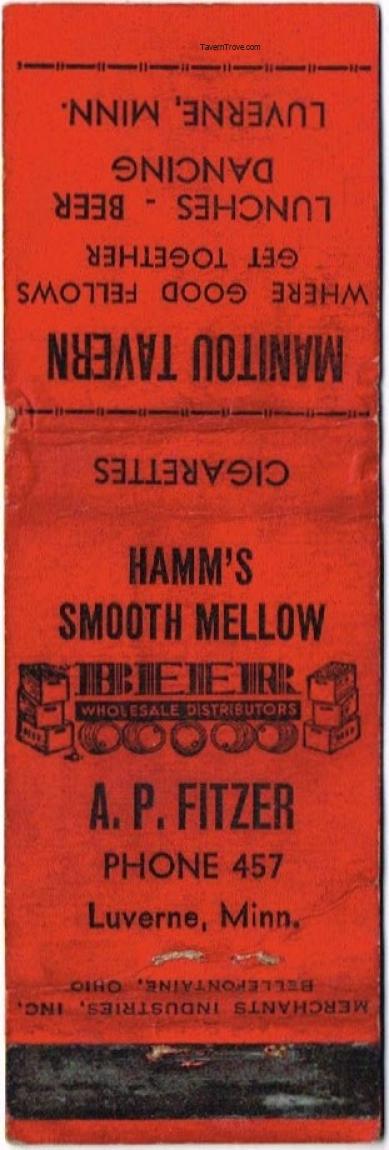 TavernTrove.com
MANITOU TAVERN
WHERE GOOD FELLOWS
GET TOGETHER
LUNCHES - BEER
DANCING
LUVERNE, MINN.
CIGARETTES
HAMM'S
SMOOTH MELLOW
BEER
WHOLESALE DISTRIBUTORS
A. P. FITZER
PHONE 457
Luverne, Minn.
MERCHANTS INDUSTRIES, INC.
BELLEFONTAINE, OHIO